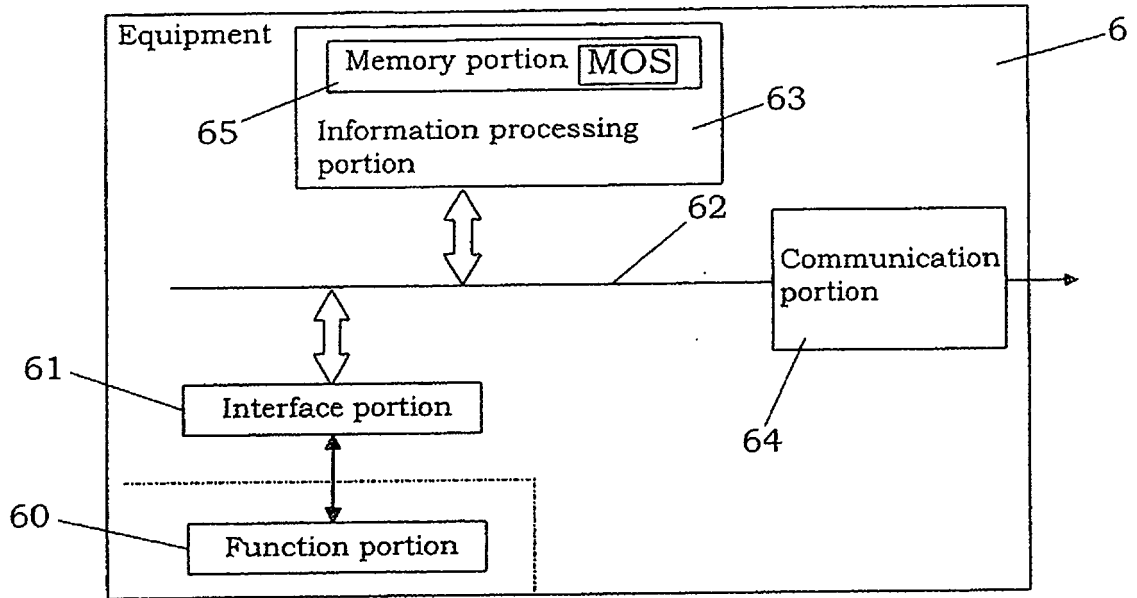 Equipment
6
Memory portion MOS
63
65
Information processing
portion
62
Communication
portion
61
Interface portion
64
60
Function portion